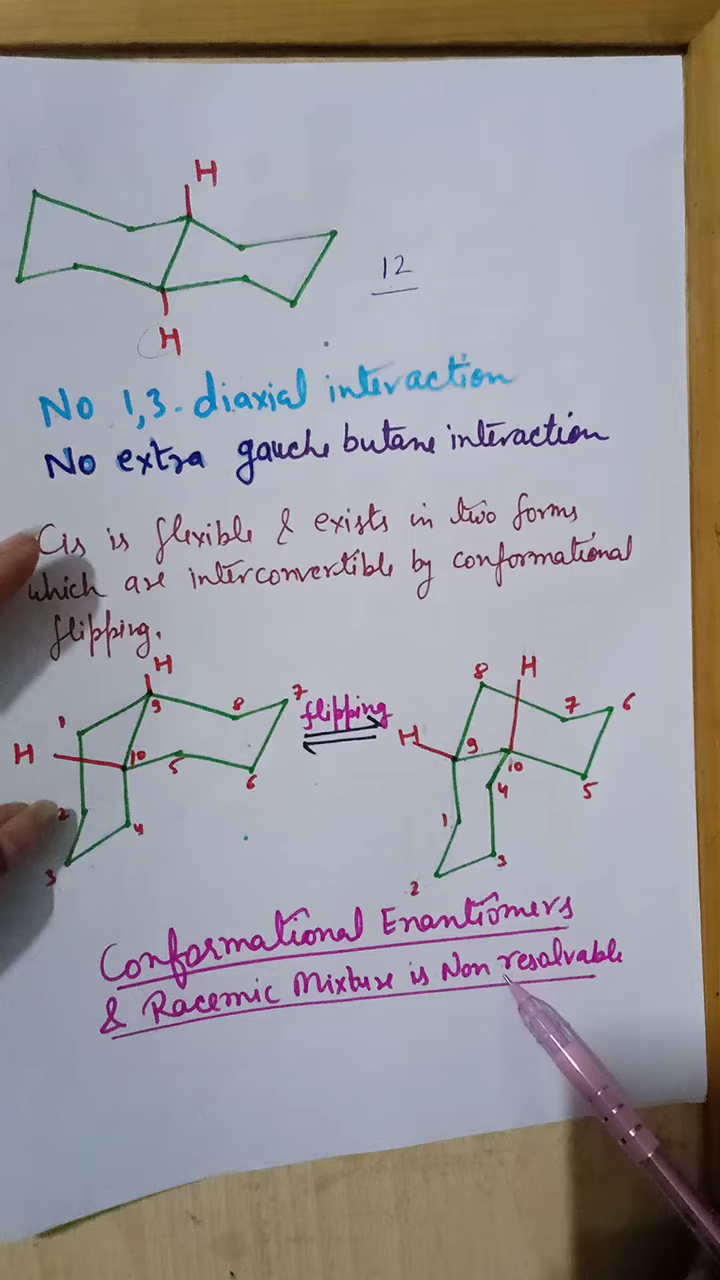 H
12
H
No 1,3-diaxial interaction
No extra gauche butane interaction
Cis is flexible & exists in two forms
which are interconvertible by conformational
flipping.
H
1
9
8
7
H
10
5
6
2
4
3
flipping
8
H
7
6
H
9
10
4
5
1
3
2
Conformational Enantiomers
& Racemic Mixture is Non resolvable